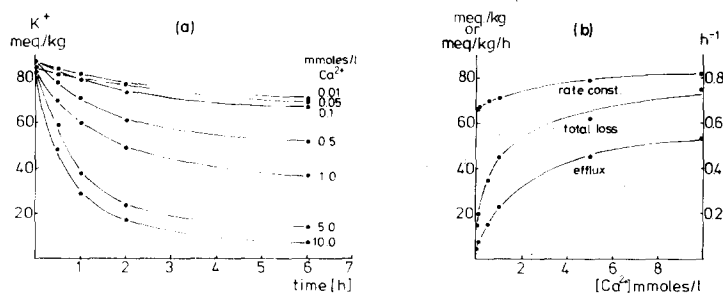 K+
meq/kg
(a)
mmoles/l
Ca2+
80
60
40
20
0.01
0.05
0.1
0.5
1.0
5.0
10.0
0 1 2 3 4 5 6 7
time [h]
meq/kg
or
meq/kg/h
(b)
h-1
80
60
40
20
rate const.
total loss
efflux
0.8
0.6
0.4
0.2
0 2 4 6 8 10
[Ca2+] mmoles/l